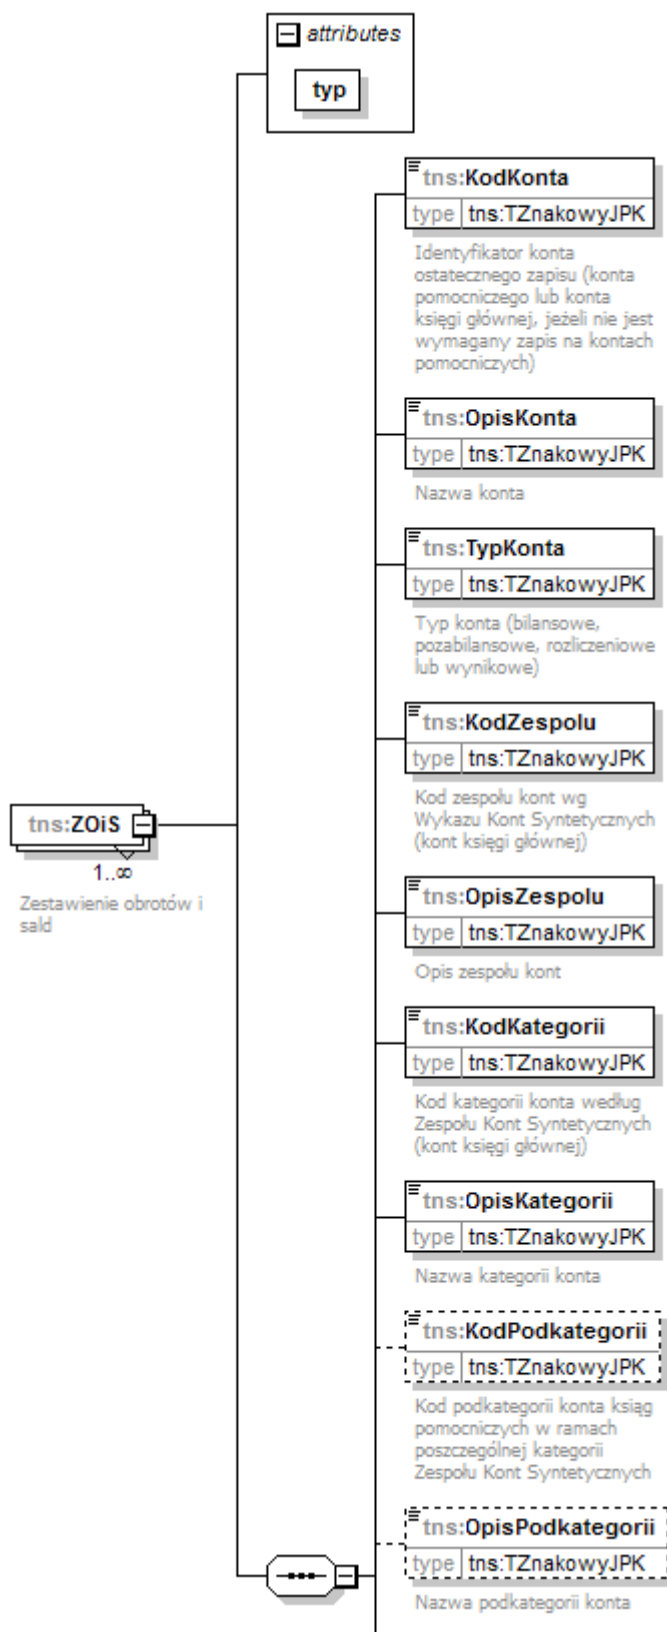 attributes
typ
tns:KodKonta
type tns:TZnakowyJPK
Identyfikator konta
ostatecznego zapisu (konta
pomocniczego lub konta
księgi głównej, jeżeli nie jest
wymagany zapis na kontach
pomocniczych)
tns:OpisKonta
type tns:TZnakowyJPK
Nazwa konta
tns:TypKonta
type tns:TZnakowyJPK
Typ konta (bilansowe,
pozabilansowe, rozliczeniowe
lub wynikowe)
tns:KodZespolu
type tns:TZnakowyJPK
Kod zespołu kont wg
Wykazu Kont Syntetycznych
(kont księgi głównej)
tns:ZOiS
1..∞
Zestawienie obrotów i
sald
tns:OpisZespolu
type tns:TZnakowyJPK
Opis zespołu kont
tns:KodKategorii
type tns:TZnakowyJPK
Kod kategorii konta według
Zespołu Kont Syntetycznych
(kont księgi głównej)
tns:OpisKategorii
type tns:TZnakowyJPK
Nazwa kategorii konta
tns:KodPodkategorii
type tns:TZnakowyJPK
Kod podkategorii konta ksiąg
pomocniczych w ramach
poszczególnej kategorii
Zespołu Kont Syntetycznych
tns:OpisPodkategorii
type tns:TZnakowyJPK
Nazwa podkategorii konta